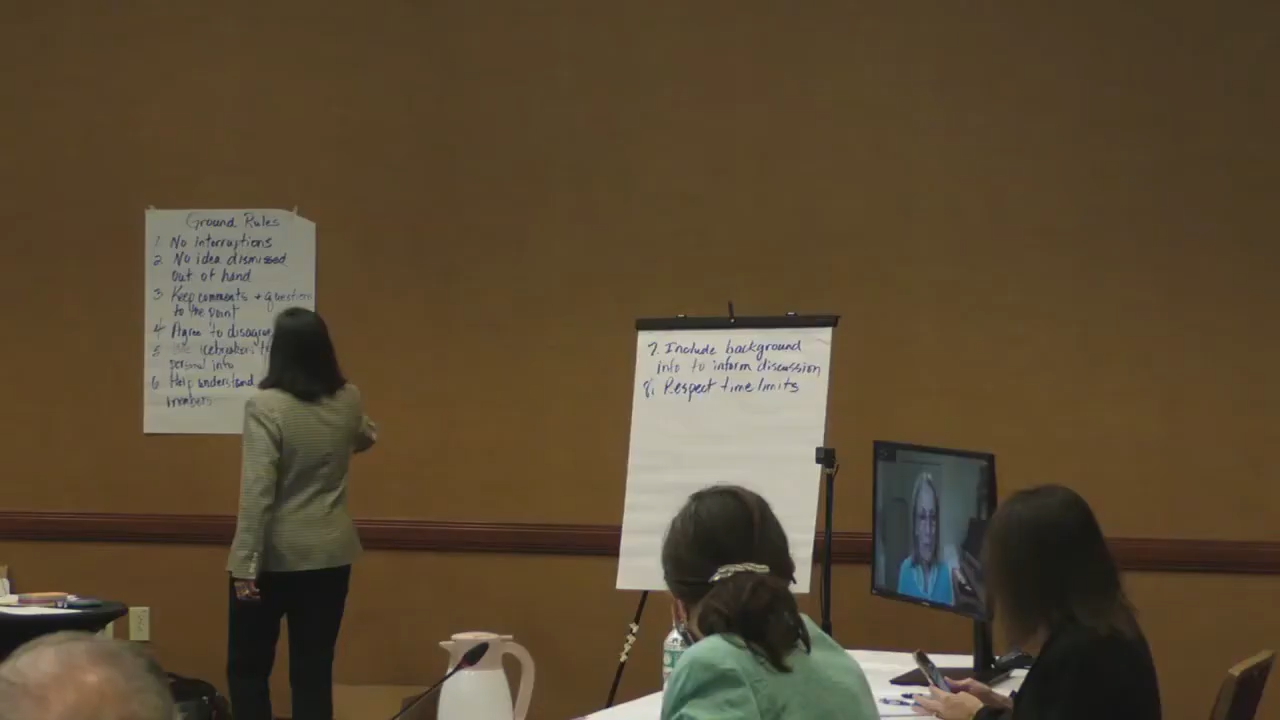 Ground Rules
1. No interruptions
2. No idea dismissed
out of hand
3 Keep comments + questions
to the point
4 Agree to disagree
5 icebreakers to
personal info
6 Help understand
members
7. Include background
info to inform discussion
8. Respect time limits